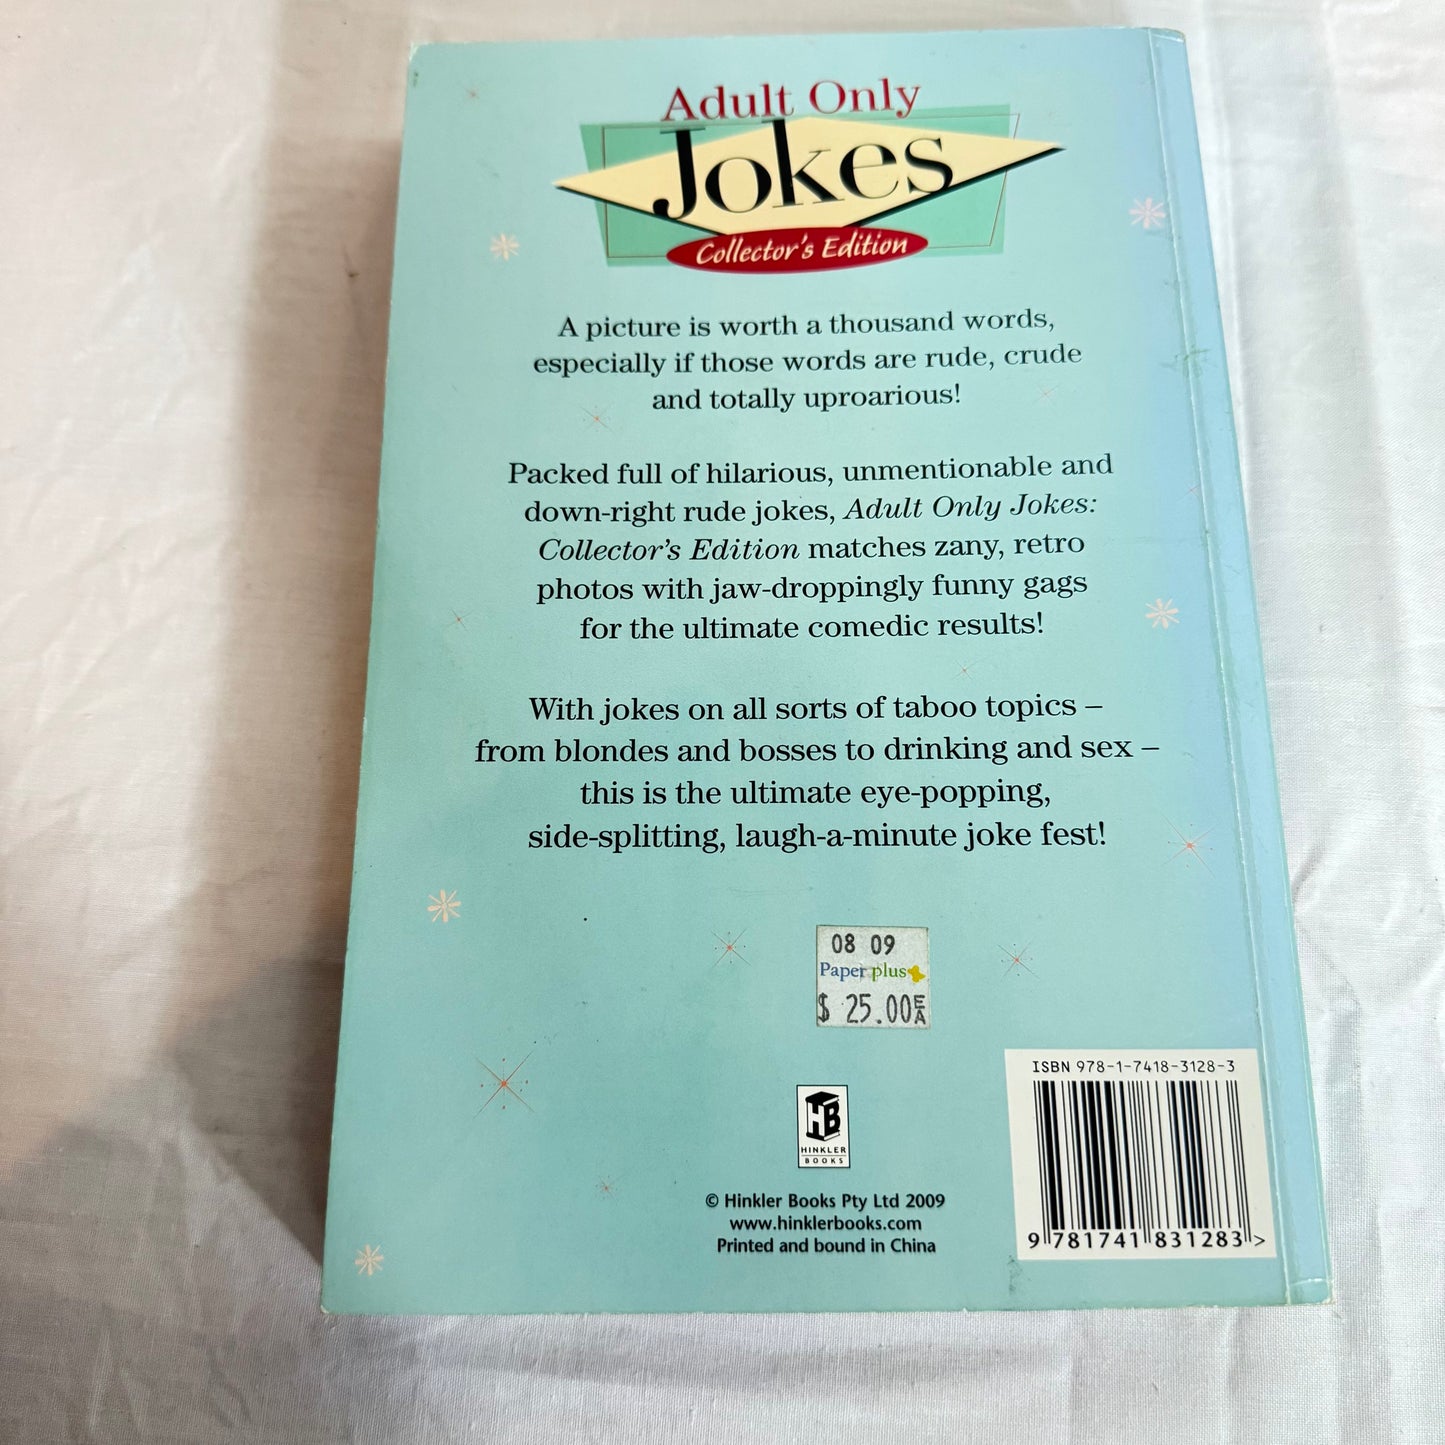 Adult Only
Jokes
Collector's Edition
A picture is worth a thousand words,
especially if those words are rude, crude
and totally uproarious!
Packed full of hilarious, unmentionable and
down-right rude jokes, Adult Only Jokes:
Collector's Edition matches zany, retro
photos with jaw-droppingly funny gags
for the ultimate comedic results!
With jokes on all sorts of taboo topics –
from blondes and bosses to drinking and sex –
this is the ultimate eye-popping,
side-splitting, laugh-a-minute joke fest!
08 09
Paper plus
$ 25.00 EA
HB
HINKLER
BOOKS
© Hinkler Books Pty Ltd 2009
www.hinklerbooks.com
Printed and bound in China
ISBN 978-1-7418-3128-3
9 781741 831283 >